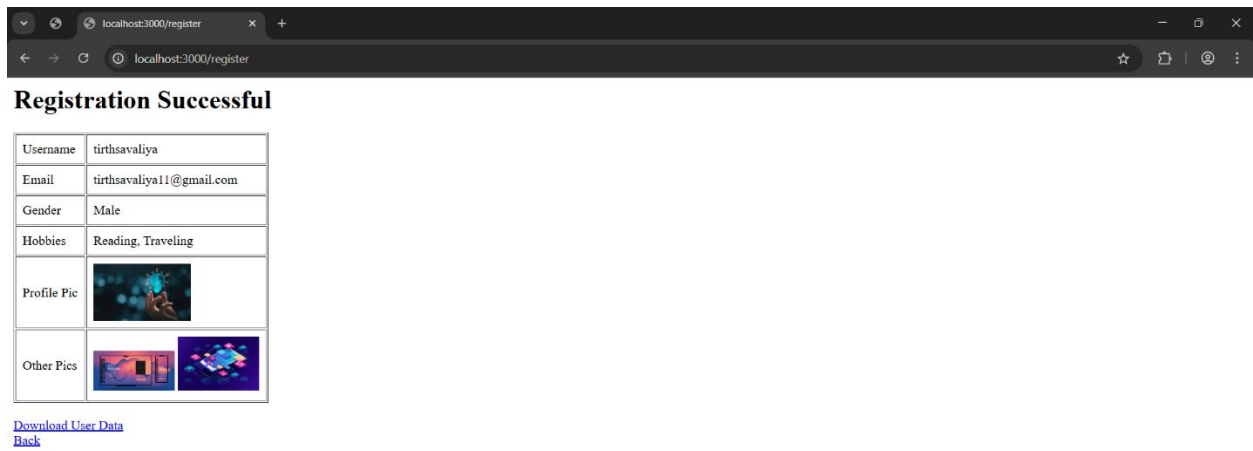 localhost:3000/register
localhost:3000/register
Registration Successful
Username tirthsavaliya
Email tirthsavaliya11@gmail.com
Gender Male
Hobbies Reading, Traveling
Profile Pic
Other Pics
Download User Data
Back